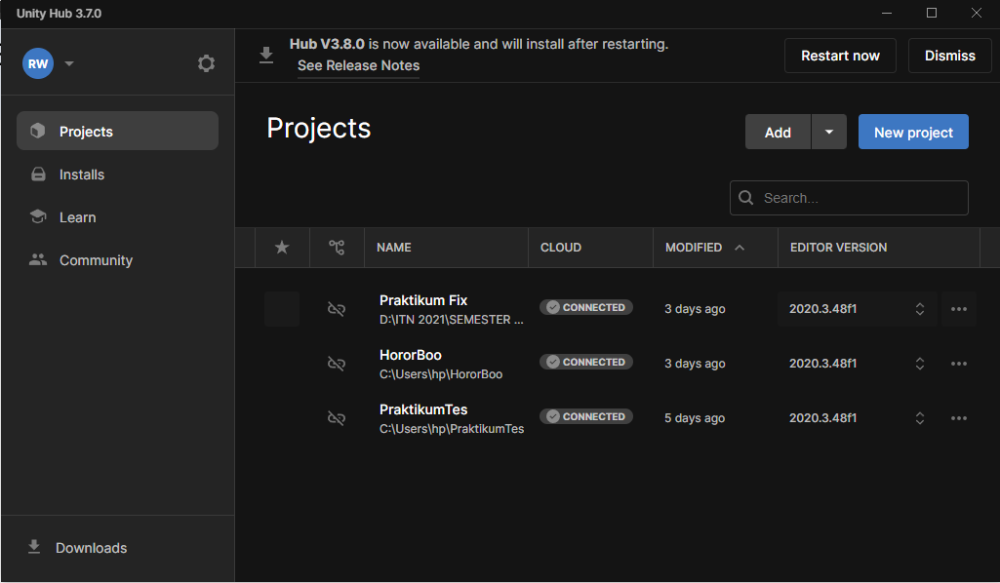 Unity Hub 3.7.0
RW
Hub V3.8.0 is now available and will install after restarting.
See Release Notes
Restart now
Dismiss
Projects
Installs
Learn
Community
Downloads
Projects
Add
New project
Search...
NAME CLOUD MODIFIED EDITOR VERSION
Praktikum Fix
D:\ITN 2021\SEMESTER ...
CONNECTED
3 days ago
2020.3.48f1
HororBoo
C:\Users\hp\HororBoo
CONNECTED
3 days ago
2020.3.48f1
PraktikumTes
C:\Users\hp\PraktikumTes
CONNECTED
5 days ago
2020.3.48f1